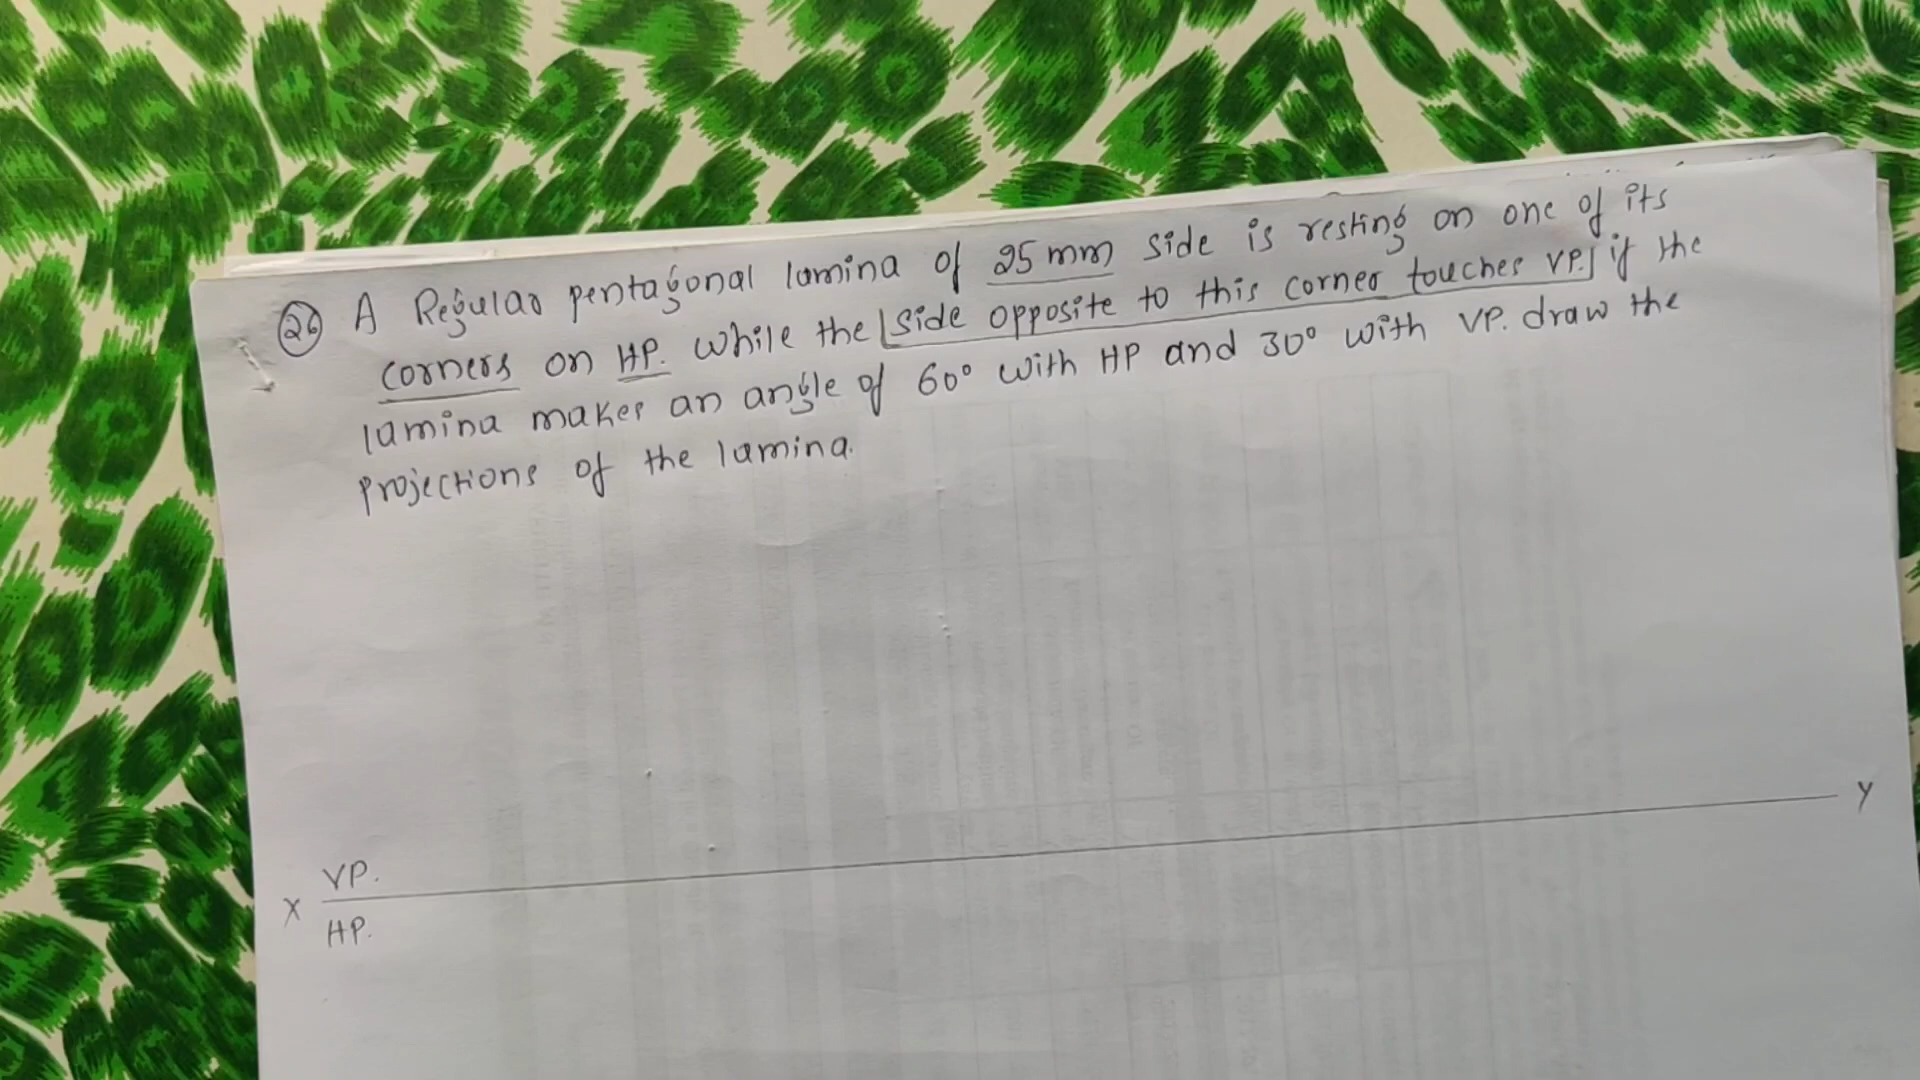 26 A Regular pentagonal lamina of 25 mm side is resting on one of its
corners on HP. while the side opposite to this corner touches VP. if the
lamina makes an angle of 60° with HP and 30° with VP. draw the
projections of the lamina.
VP.
X Y
HP.